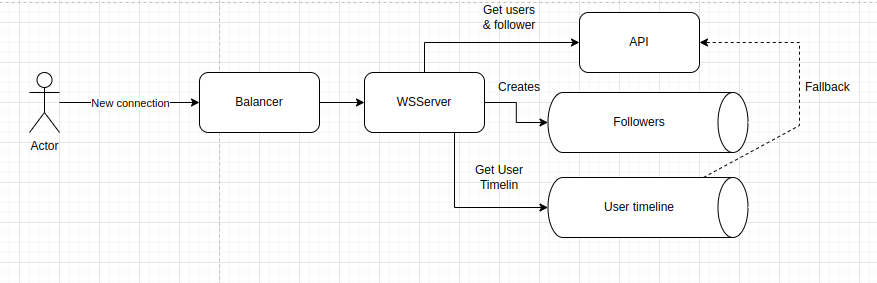 Get users
& follower
API
New connection
Balancer
WSServer
Creates
Fallback
Followers
Actor
Get User
Timelin
User timeline